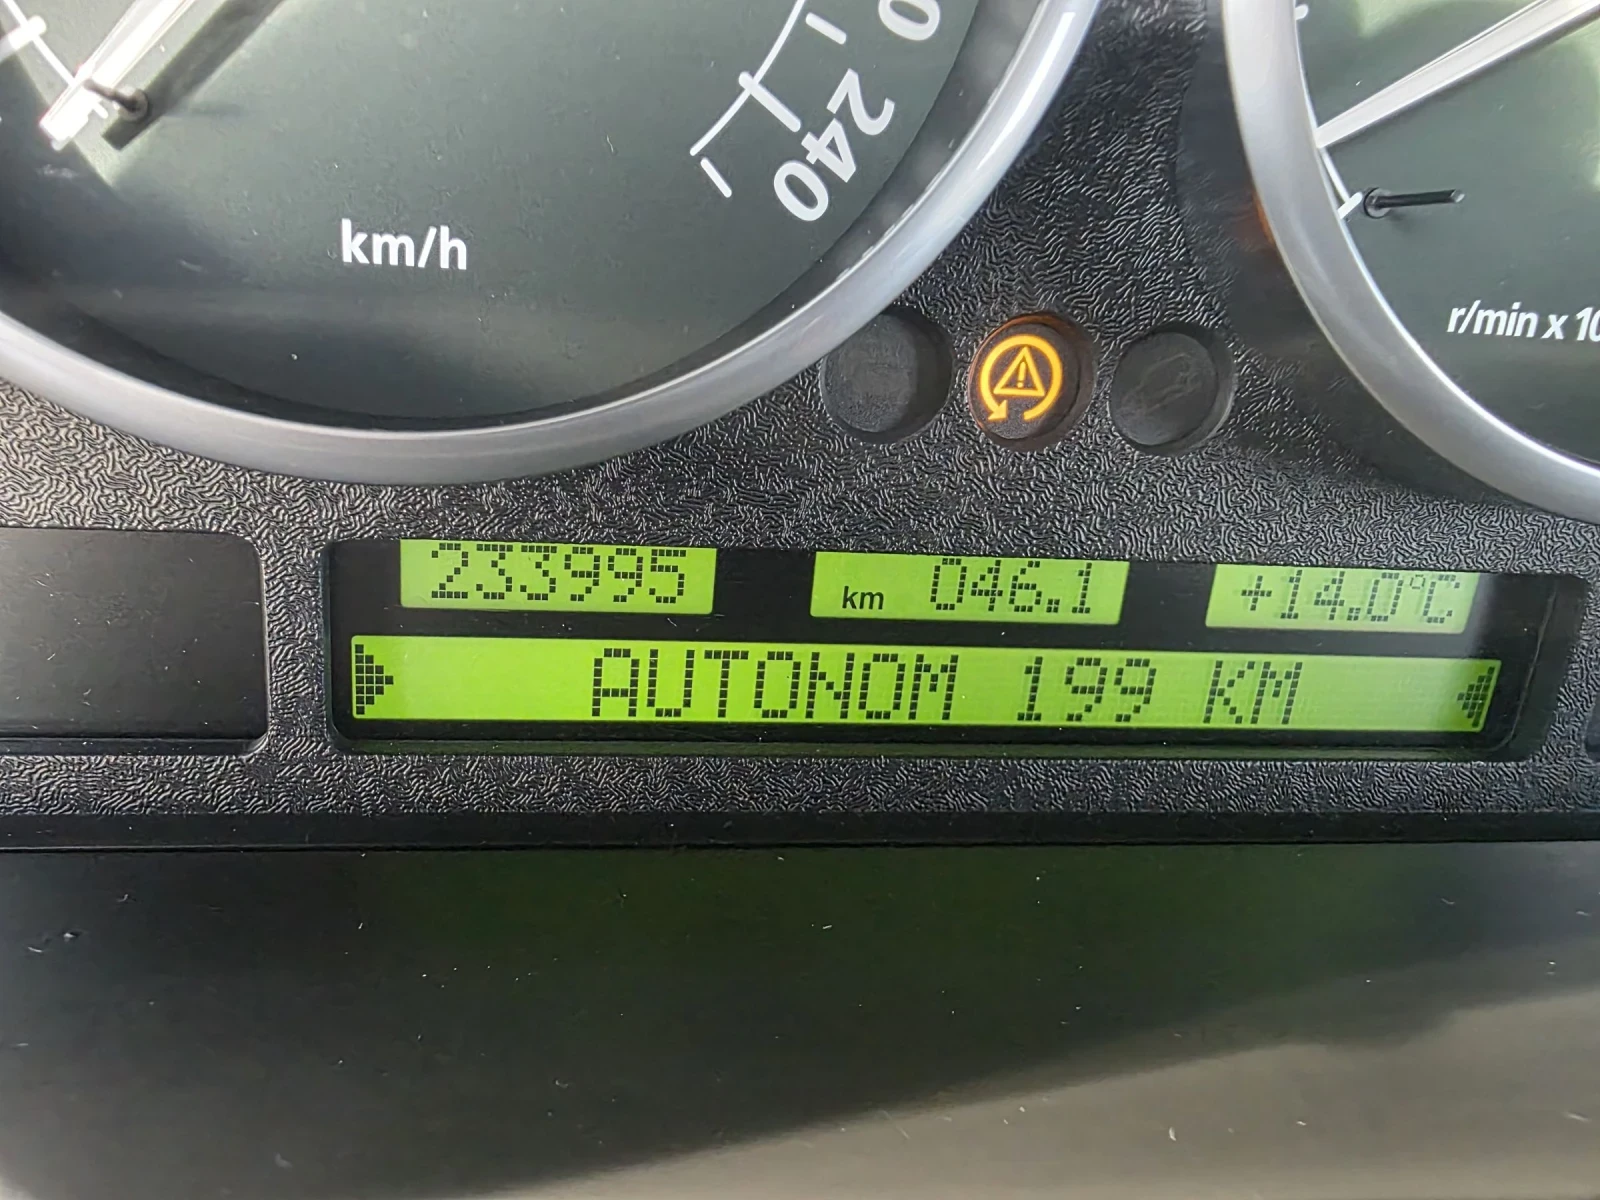 240
km/h
r/min x 10
233995 km 046.1 +14.0°C
AUTONOM 199 KM